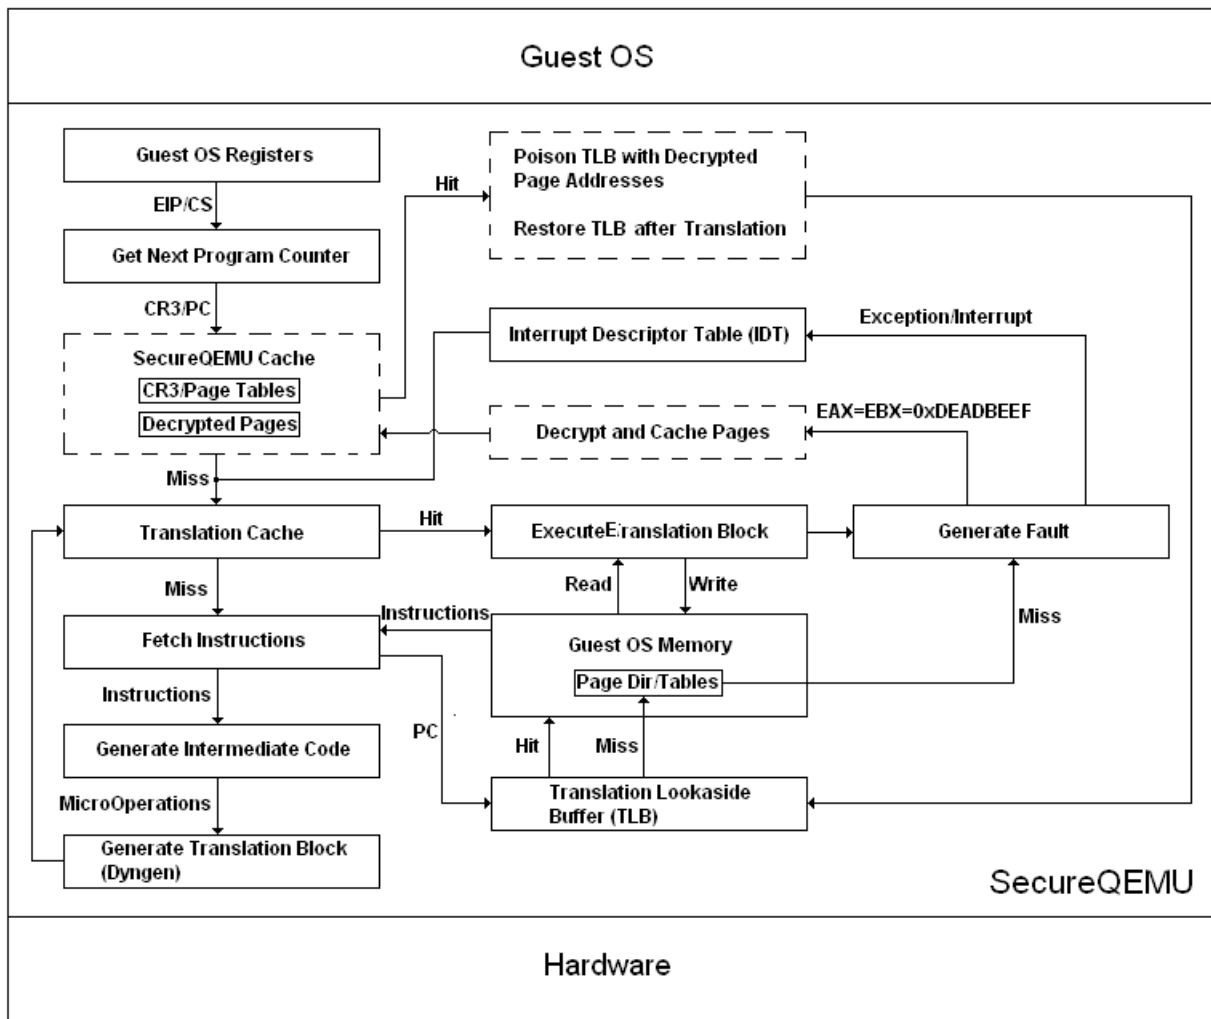 Guest OS
Guest OS Registers
EIP/CS
Get Next Program Counter
CR3/PC
SecureQEMU Cache
CR3/Page Tables
Decrypted Pages
Miss
Translation Cache
Miss
Fetch Instructions
Instructions
Generate Intermediate Code
MicroOperations
Generate Translation Block
(Dyngen)
Hit
Poison TLB with Decrypted
Page Addresses
Restore TLB after Translation
Interrupt Descriptor Table (IDT)
Exception/Interrupt
EAX=EBX=0xDEADBEEF
Decrypt and Cache Pages
Hit
Translation Block
Generate Fault
Read
Write
Miss
Instructions
Guest OS Memory
Page Dir/Tables
PC
Hit
Miss
Translation Lookaside
Buffer (TLB)
SecureQEMU
Hardware